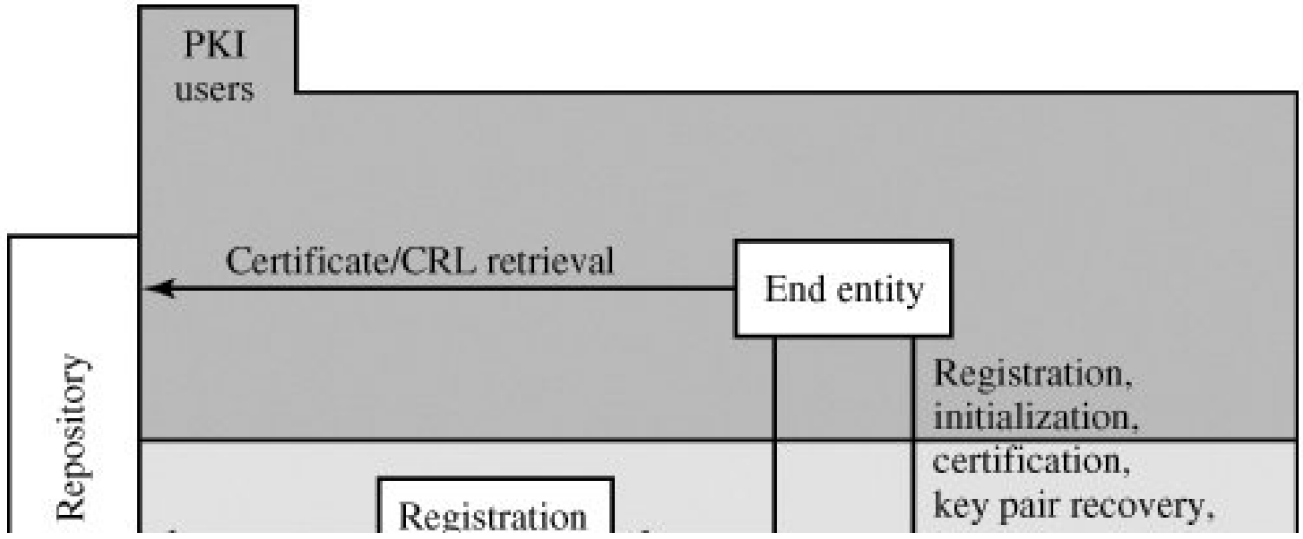 PKI
users
Certificate/CRL retrieval
End entity
Registration,
initialization,
certification,
key pair recovery,
Repository
Registration